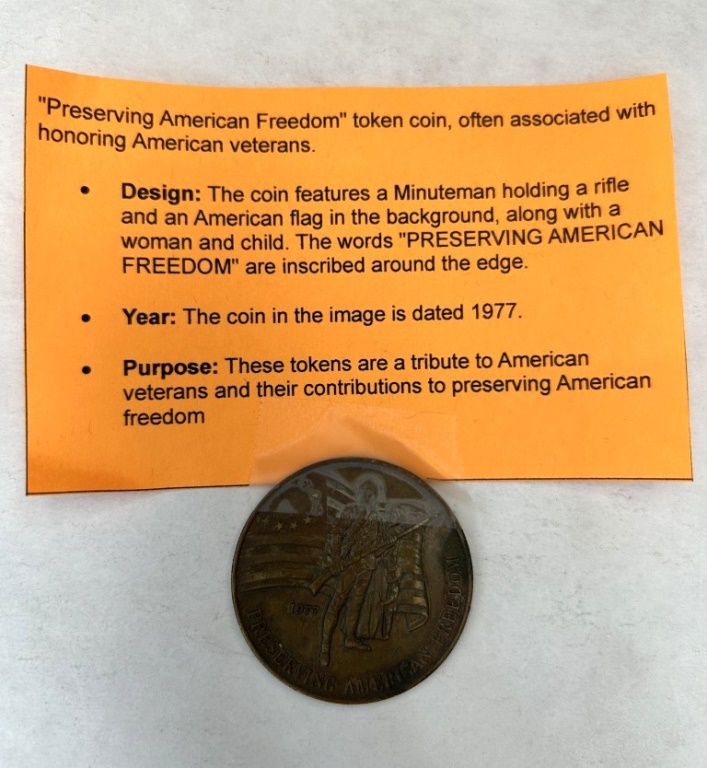 "Preserving American Freedom" token coin, often associated with
honoring American veterans.
• Design: The coin features a Minuteman holding a rifle
and an American flag in the background, along with a
woman and child. The words "PRESERVING AMERICAN
FREEDOM" are inscribed around the edge.
• Year: The coin in the image is dated 1977.
• Purpose: These tokens are a tribute to American
veterans and their contributions to preserving American
freedom
1977
PRESERVING AMERICAN FREEDOM